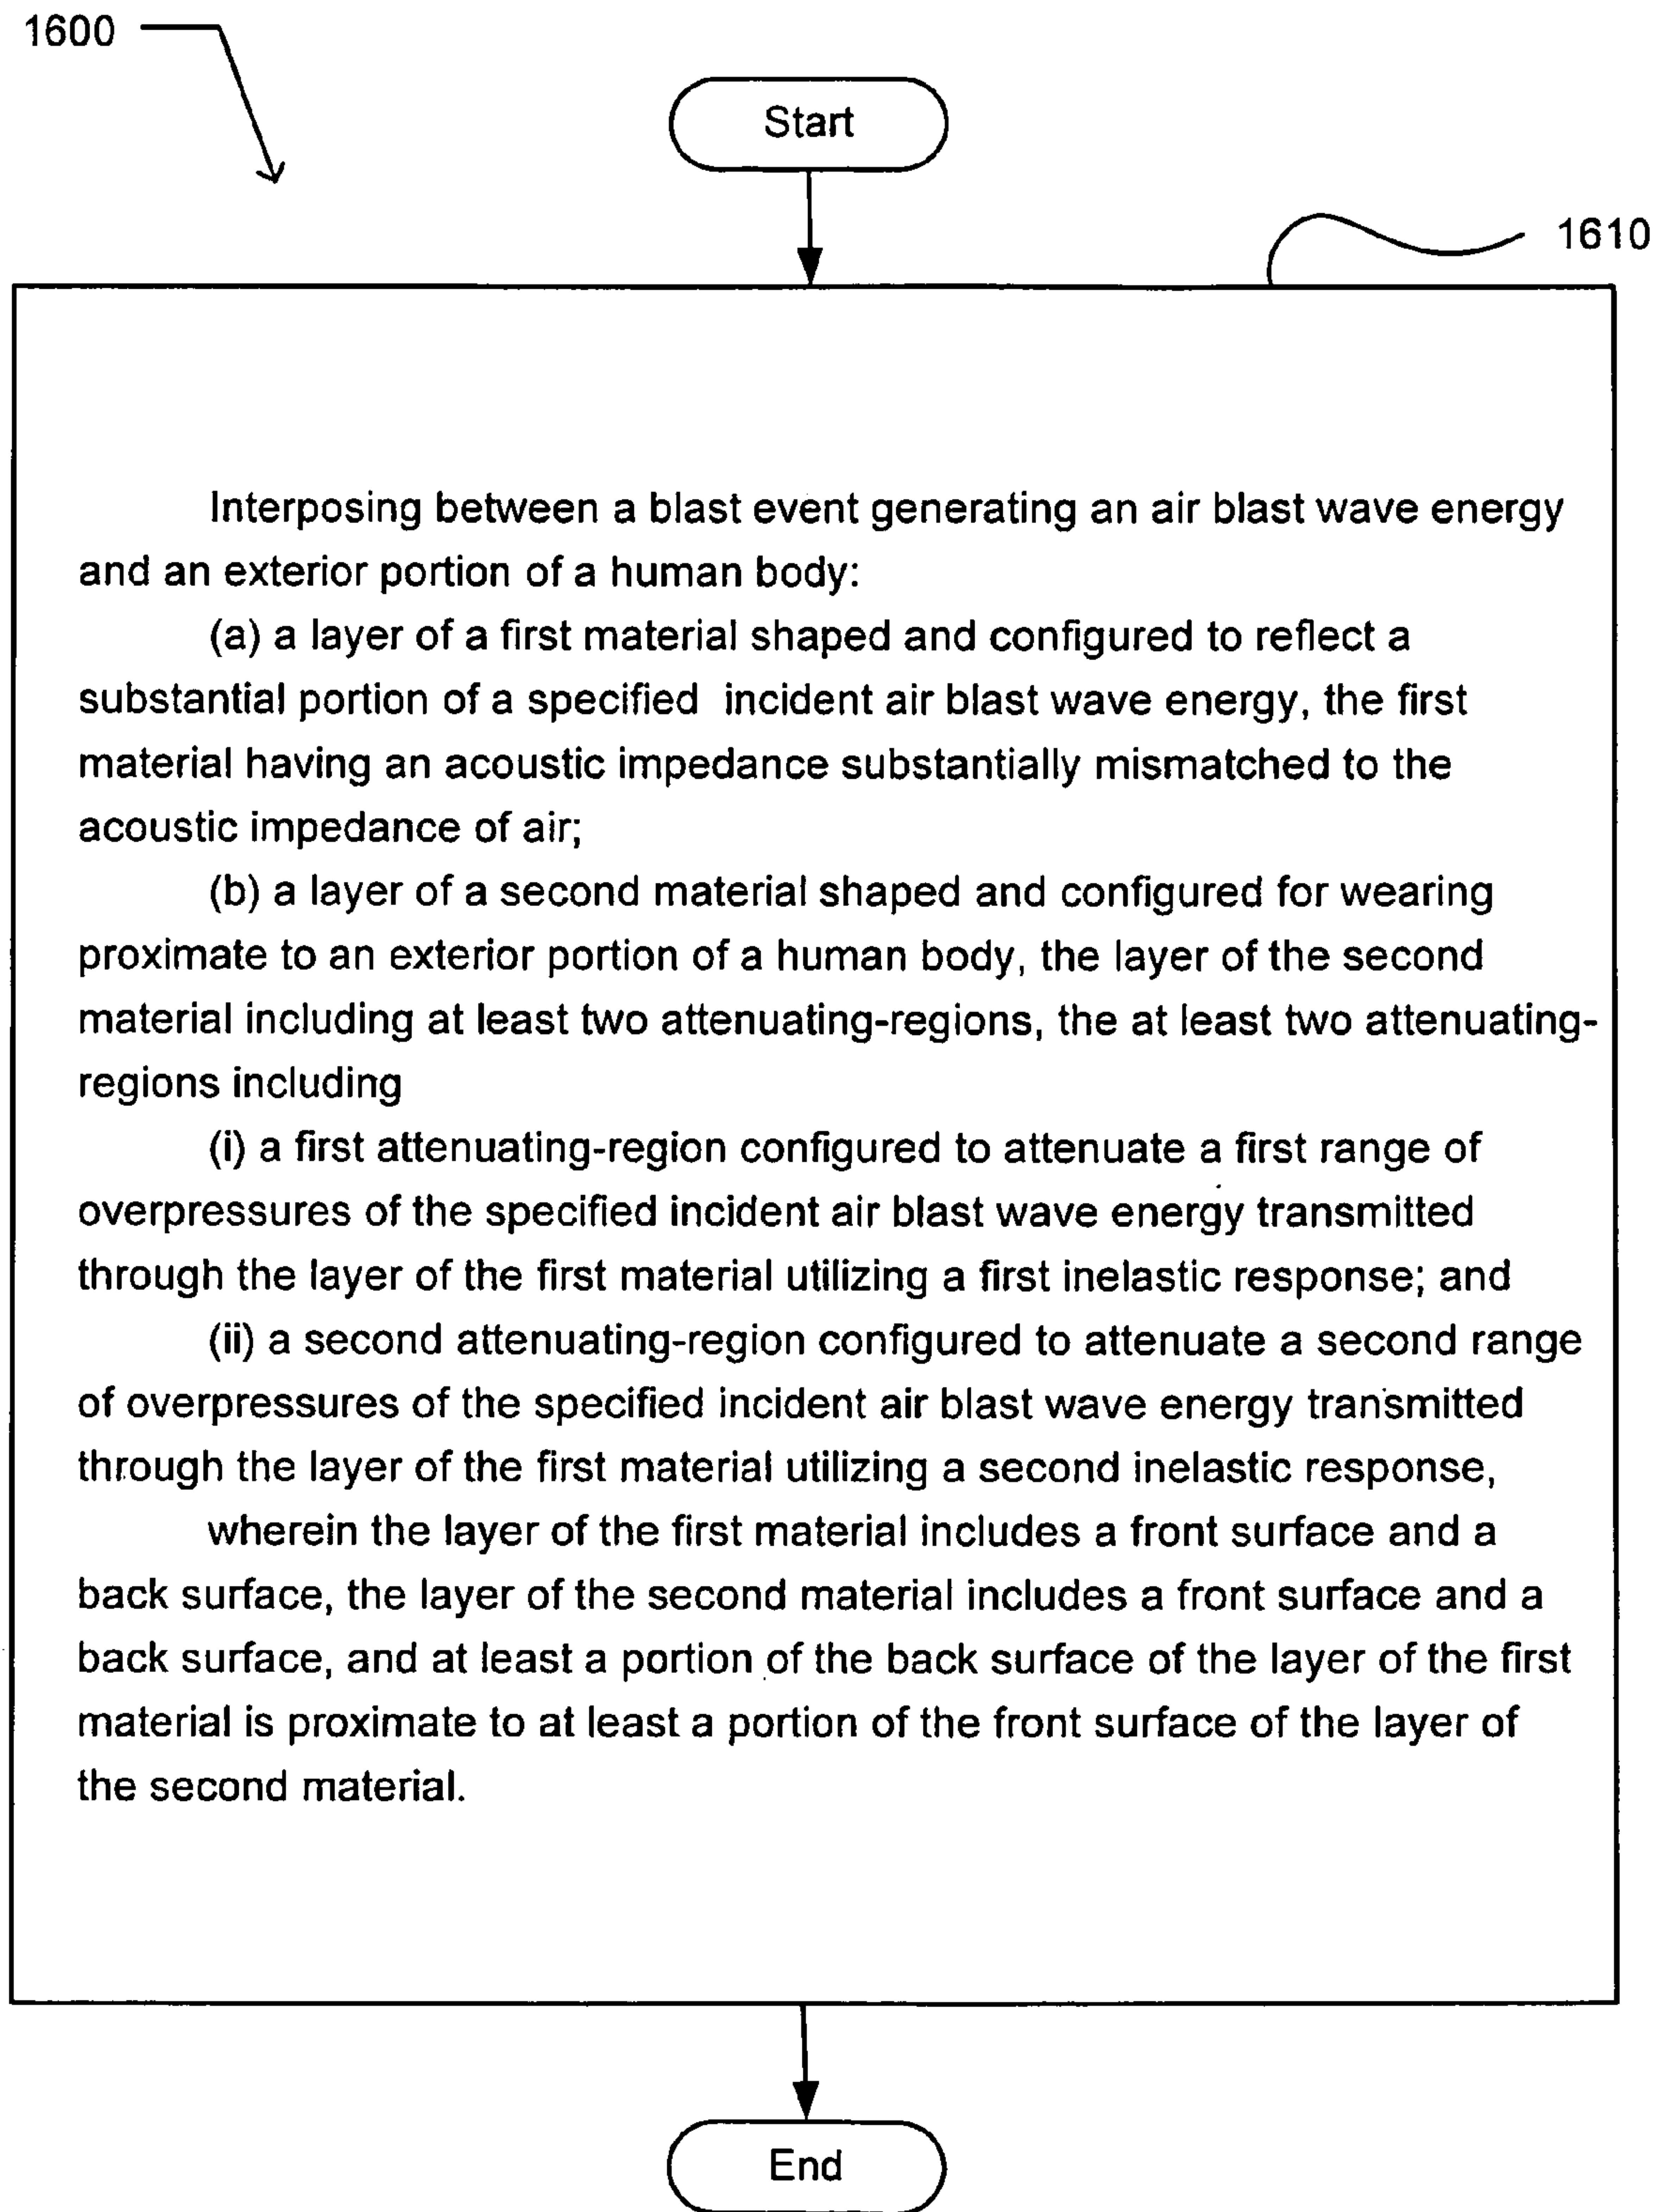 1600
Start
1610
Interposing between a blast event generating an air blast wave energy
and an exterior portion of a human body:
(a) a layer of a first material shaped and configured to reflect a
substantial portion of a specified incident air blast wave energy, the first
material having an acoustic impedance substantially mismatched to the
acoustic impedance of air;
(b) a layer of a second material shaped and configured for wearing
proximate to an exterior portion of a human body, the layer of the second
material including at least two attenuating-regions, the at least two attenuating-
regions including
(i) a first attenuating-region configured to attenuate a first range of
overpressures of the specified incident air blast wave energy transmitted
through the layer of the first material utilizing a first inelastic response; and
(ii) a second attenuating-region configured to attenuate a second range
of overpressures of the specified incident air blast wave energy transmitted
through the layer of the first material utilizing a second inelastic response,
wherein the layer of the first material includes a front surface and a
back surface, the layer of the second material includes a front surface and a
back surface, and at least a portion of the back surface of the layer of the first
material is proximate to at least a portion of the front surface of the layer of
the second material.
End